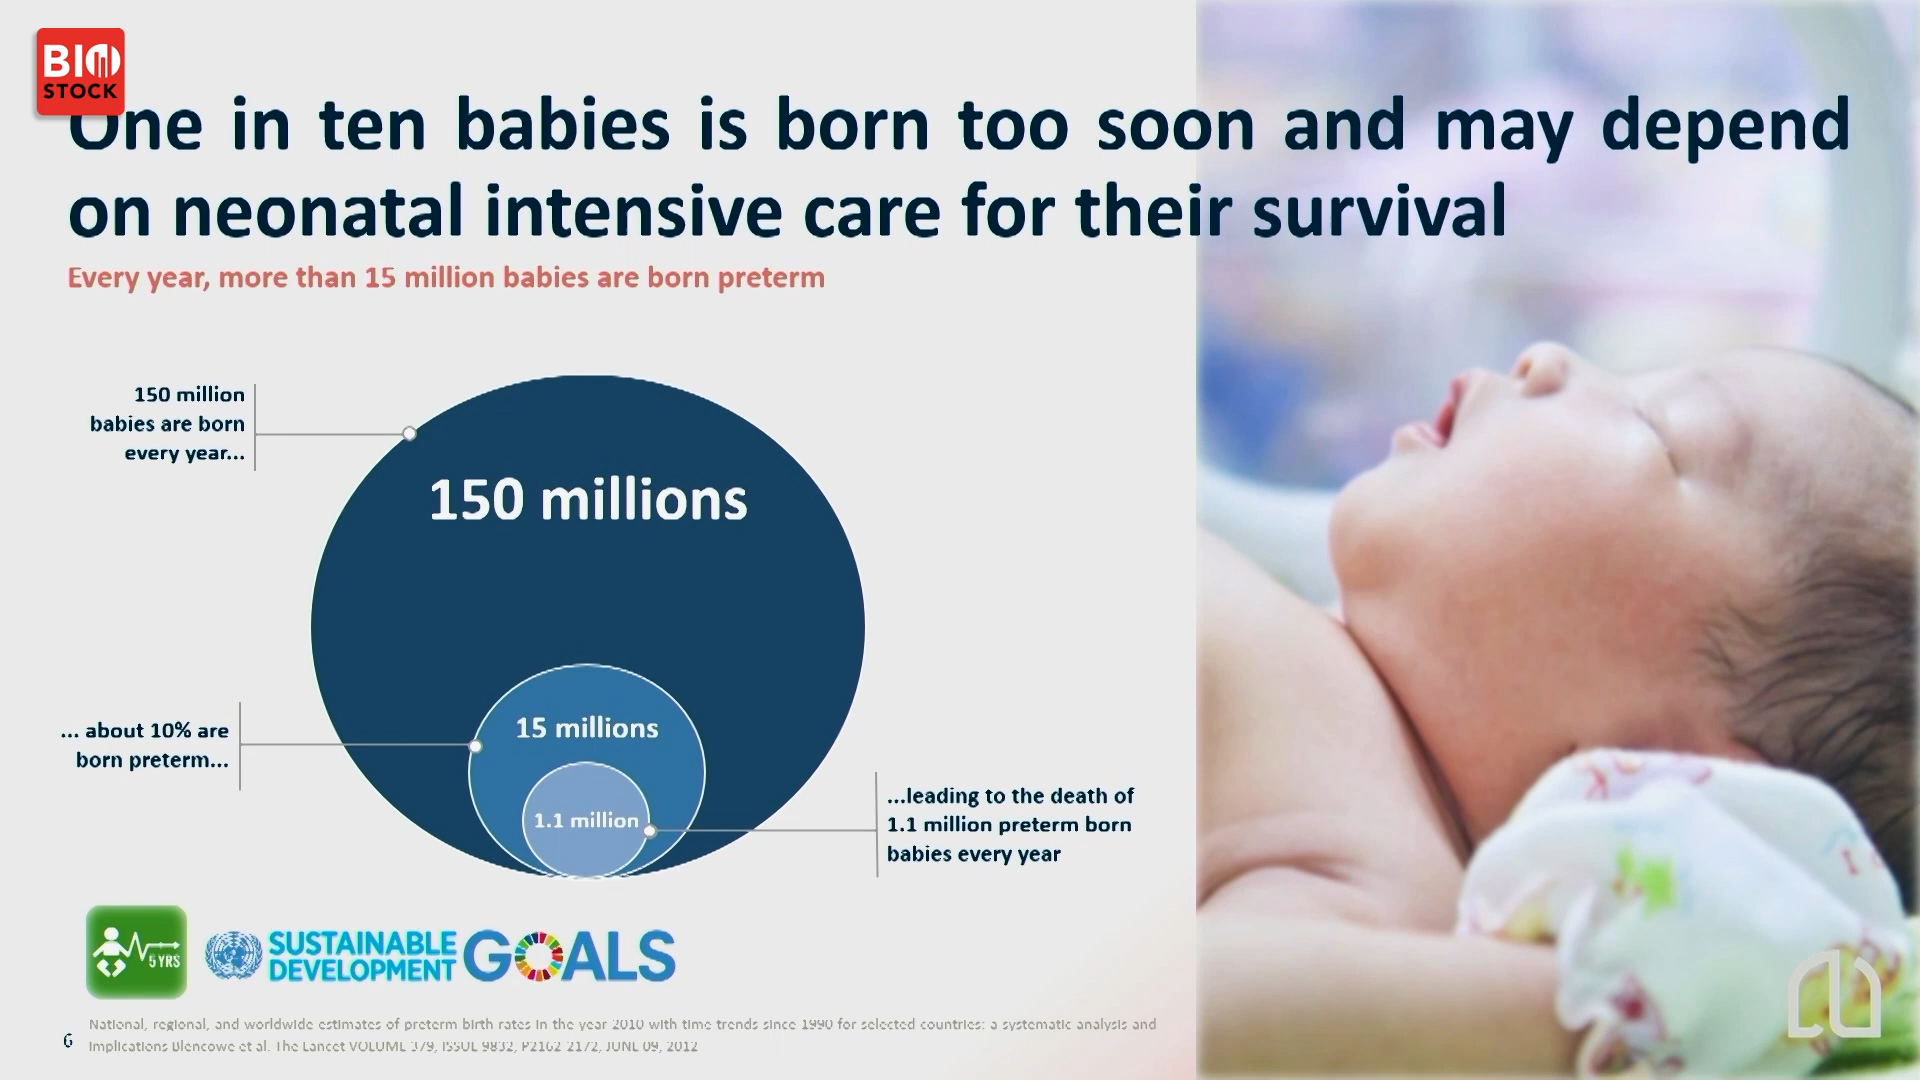 BIO
STOCK
One in ten babies is born too soon and may depend
on neonatal intensive care for their survival
Every year, more than 15 million babies are born preterm
150 million
babies are born
every year...
150 millions
... about 10% are
born preterm...
15 millions
1.1 million
...leading to the death of
1.1 million preterm born
babies every year
5 YRS
SUSTAINABLE
DEVELOPMENT
GOALS
6
National, regional, and worldwide estimates of preterm birth rates in the year 2010 with time trends since 1990 for selected countries: a systematic analysis and
implications Blencowe et al. The Lancet VOLUME 379, ISSUE 9832, P2162-2172, JUNE 09, 2012